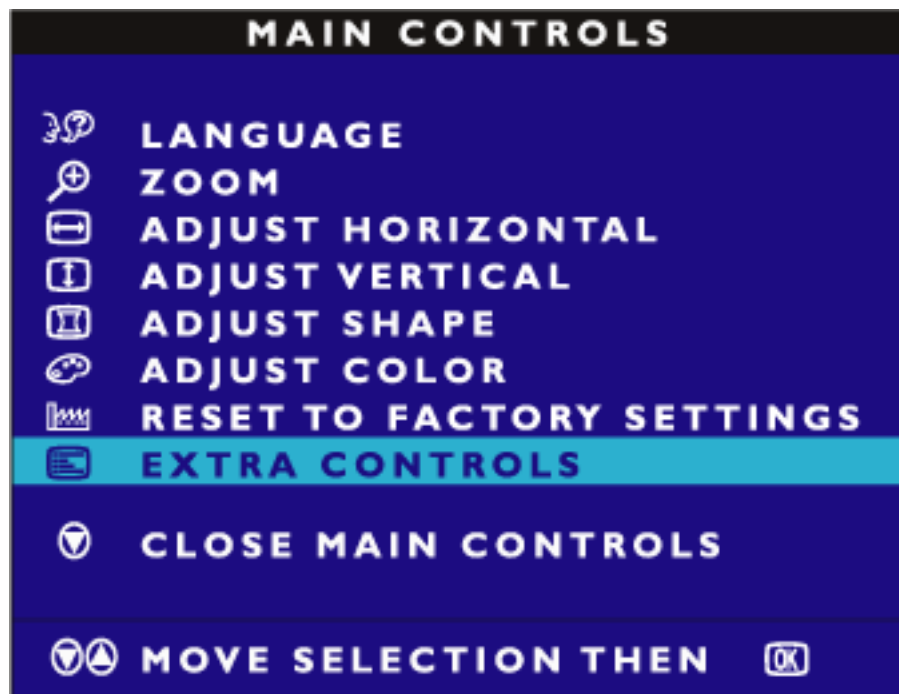 MAIN CONTROLS
LANGUAGE
ZOOM
ADJUST HORIZONTAL
ADJUST VERTICAL
ADJUST SHAPE
ADJUST COLOR
RESET TO FACTORY SETTINGS
EXTRA CONTROLS
CLOSE MAIN CONTROLS
MOVE SELECTION THEN OK